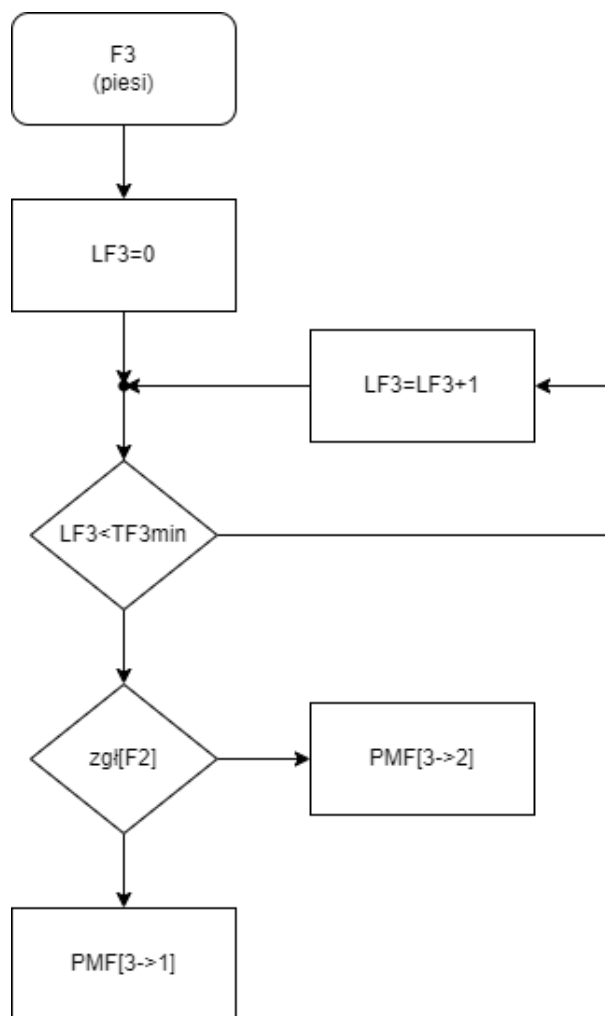 F3
(piesi)
LF3=0
LF3=LF3+1
LF3<TF3min
zgł[F2]
PMF[3->2]
PMF[3->1]